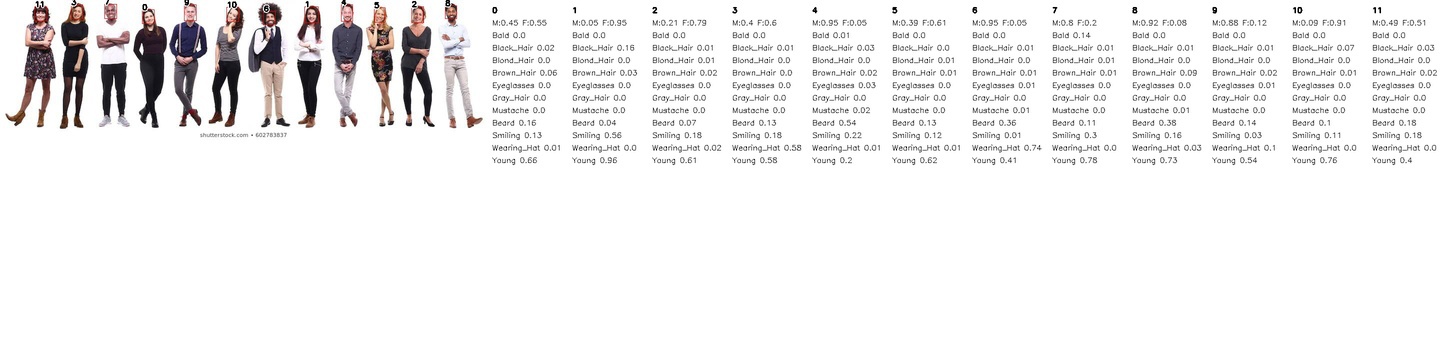 11 3 7 0 9 10 6 1 4 5 2 8
shutterstock.com • 602783837
0
M:0.45 F:0.55
Bald 0.0
Black_Hair 0.02
Blond_Hair 0.0
Brown_Hair 0.06
Eyeglasses 0.0
Gray_Hair 0.0
Mustache 0.0
Beard 0.16
Smiling 0.13
Wearing_Hat 0.01
Young 0.66
1
M:0.05 F:0.95
Bald 0.0
Black_Hair 0.16
Blond_Hair 0.0
Brown_Hair 0.03
Eyeglasses 0.0
Gray_Hair 0.0
Mustache 0.0
Beard 0.04
Smiling 0.56
Wearing_Hat 0.0
Young 0.96
2
M:0.21 F:0.79
Bald 0.0
Black_Hair 0.01
Blond_Hair 0.01
Brown_Hair 0.02
Eyeglasses 0.0
Gray_Hair 0.0
Mustache 0.0
Beard 0.07
Smiling 0.18
Wearing_Hat 0.02
Young 0.61
3
M:0.4 F:0.6
Bald 0.0
Black_Hair 0.01
Blond_Hair 0.0
Brown_Hair 0.01
Eyeglasses 0.0
Gray_Hair 0.0
Mustache 0.0
Beard 0.13
Smiling 0.18
Wearing_Hat 0.58
Young 0.58
4
M:0.95 F:0.05
Bald 0.01
Black_Hair 0.03
Blond_Hair 0.01
Brown_Hair 0.02
Eyeglasses 0.03
Gray_Hair 0.0
Mustache 0.02
Beard 0.54
Smiling 0.22
Wearing_Hat 0.01
Young 0.2
5
M:0.39 F:0.61
Bald 0.0
Black_Hair 0.01
Blond_Hair 0.01
Brown_Hair 0.01
Eyeglasses 0.0
Gray_Hair 0.0
Mustache 0.0
Beard 0.13
Smiling 0.12
Wearing_Hat 0.01
Young 0.62
6
M:0.95 F:0.05
Bald 0.0
Black_Hair 0.01
Blond_Hair 0.0
Brown_Hair 0.01
Eyeglasses 0.01
Gray_Hair 0.0
Mustache 0.01
Beard 0.36
Smiling 0.01
Wearing_Hat 0.74
Young 0.41
7
M:0.8 F:0.2
Bald 0.14
Black_Hair 0.01
Blond_Hair 0.01
Brown_Hair 0.01
Eyeglasses 0.0
Gray_Hair 0.0
Mustache 0.0
Beard 0.11
Smiling 0.3
Wearing_Hat 0.0
Young 0.78
8
M:0.92 F:0.08
Bald 0.0
Black_Hair 0.01
Blond_Hair 0.0
Brown_Hair 0.09
Eyeglasses 0.0
Gray_Hair 0.0
Mustache 0.01
Beard 0.38
Smiling 0.16
Wearing_Hat 0.03
Young 0.73
9
M:0.88 F:0.12
Bald 0.0
Black_Hair 0.01
Blond_Hair 0.0
Brown_Hair 0.02
Eyeglasses 0.0
Gray_Hair 0.0
Mustache 0.0
Beard 0.14
Smiling 0.03
Wearing_Hat 0.1
Young 0.54
10
M:0.09 F:0.91
Bald 0.0
Black_Hair 0.07
Blond_Hair 0.0
Brown_Hair 0.01
Eyeglasses 0.0
Gray_Hair 0.0
Mustache 0.0
Beard 0.1
Smiling 0.11
Wearing_Hat 0.0
Young 0.76
11
M:0.49 F:0.51
Bald 0.0
Black_Hair 0.03
Blond_Hair 0.0
Brown_Hair 0.02
Eyeglasses 0.0
Gray_Hair 0.0
Mustache 0.0
Beard 0.18
Smiling 0.18
Wearing_Hat 0.0
Young 0.4